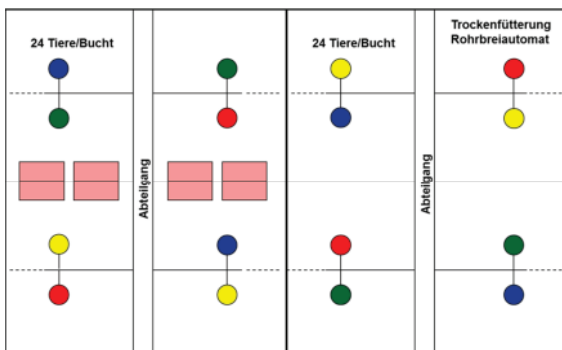 24 Tiere/Bucht
24 Tiere/Bucht
Trockenfütterung
Rohrbreiautomat
Abteilgang
Abteilgang